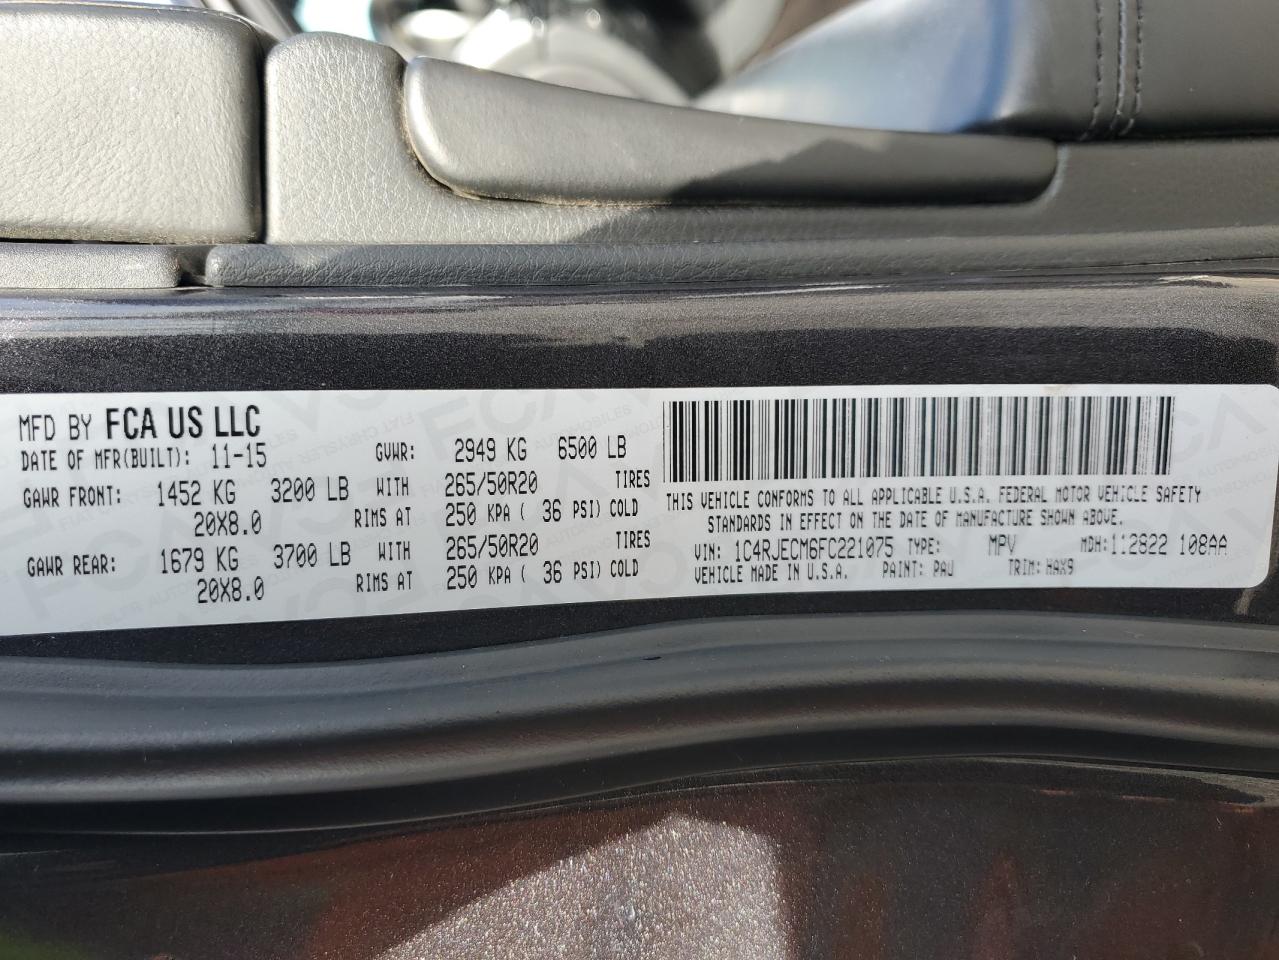 MFD BY FCA US LLC
DATE OF MFR(BUILT): 11-15 GVWR: 2949 KG 6500 LB
GAWR FRONT: 1452 KG 3200 LB WITH 265/50R20 TIRES
20X8.0 RIMS AT 250 KPA ( 36 PSI) COLD
GAWR REAR: 1679 KG 3700 LB WITH 265/50R20 TIRES
20X8.0 RIMS AT 250 KPA ( 36 PSI) COLD
THIS VEHICLE CONFORMS TO ALL APPLICABLE U.S.A. FEDERAL MOTOR VEHICLE SAFETY
STANDARDS IN EFFECT ON THE DATE OF MANUFACTURE SHOWN ABOVE.
VIN: 1C4RJECM6FC221075 TYPE: MPV MDH:112822 108AA
VEHICLE MADE IN U.S.A. PAINT: PAU TRIM: HAX9